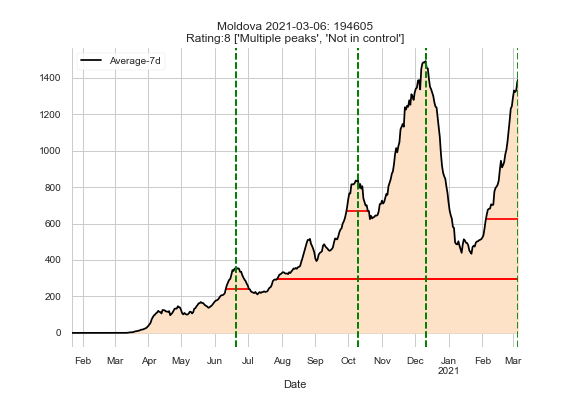 Moldova 2021-03-06: 194605
Rating:8 ['Multiple peaks', 'Not in control']
Average-7d
1400
1200
1000
800
600
400
200
0
Feb Mar Apr May Jun Jul Aug Sep Oct Nov Dec Jan Feb Mar
2021
Date